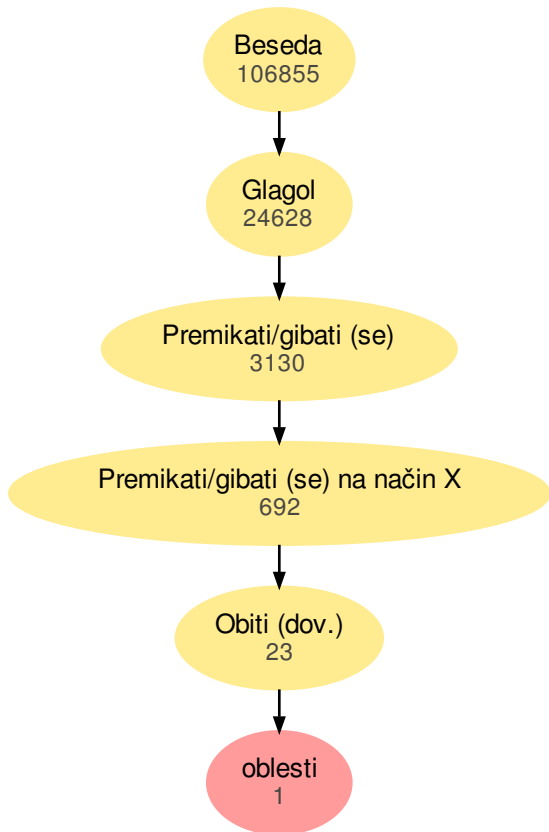 Beseda
106855
Glagol
24628
Premikati/gibati (se)
3130
Premikati/gibati (se) na način X
692
Obiti (dov.)
23
oblesti
1